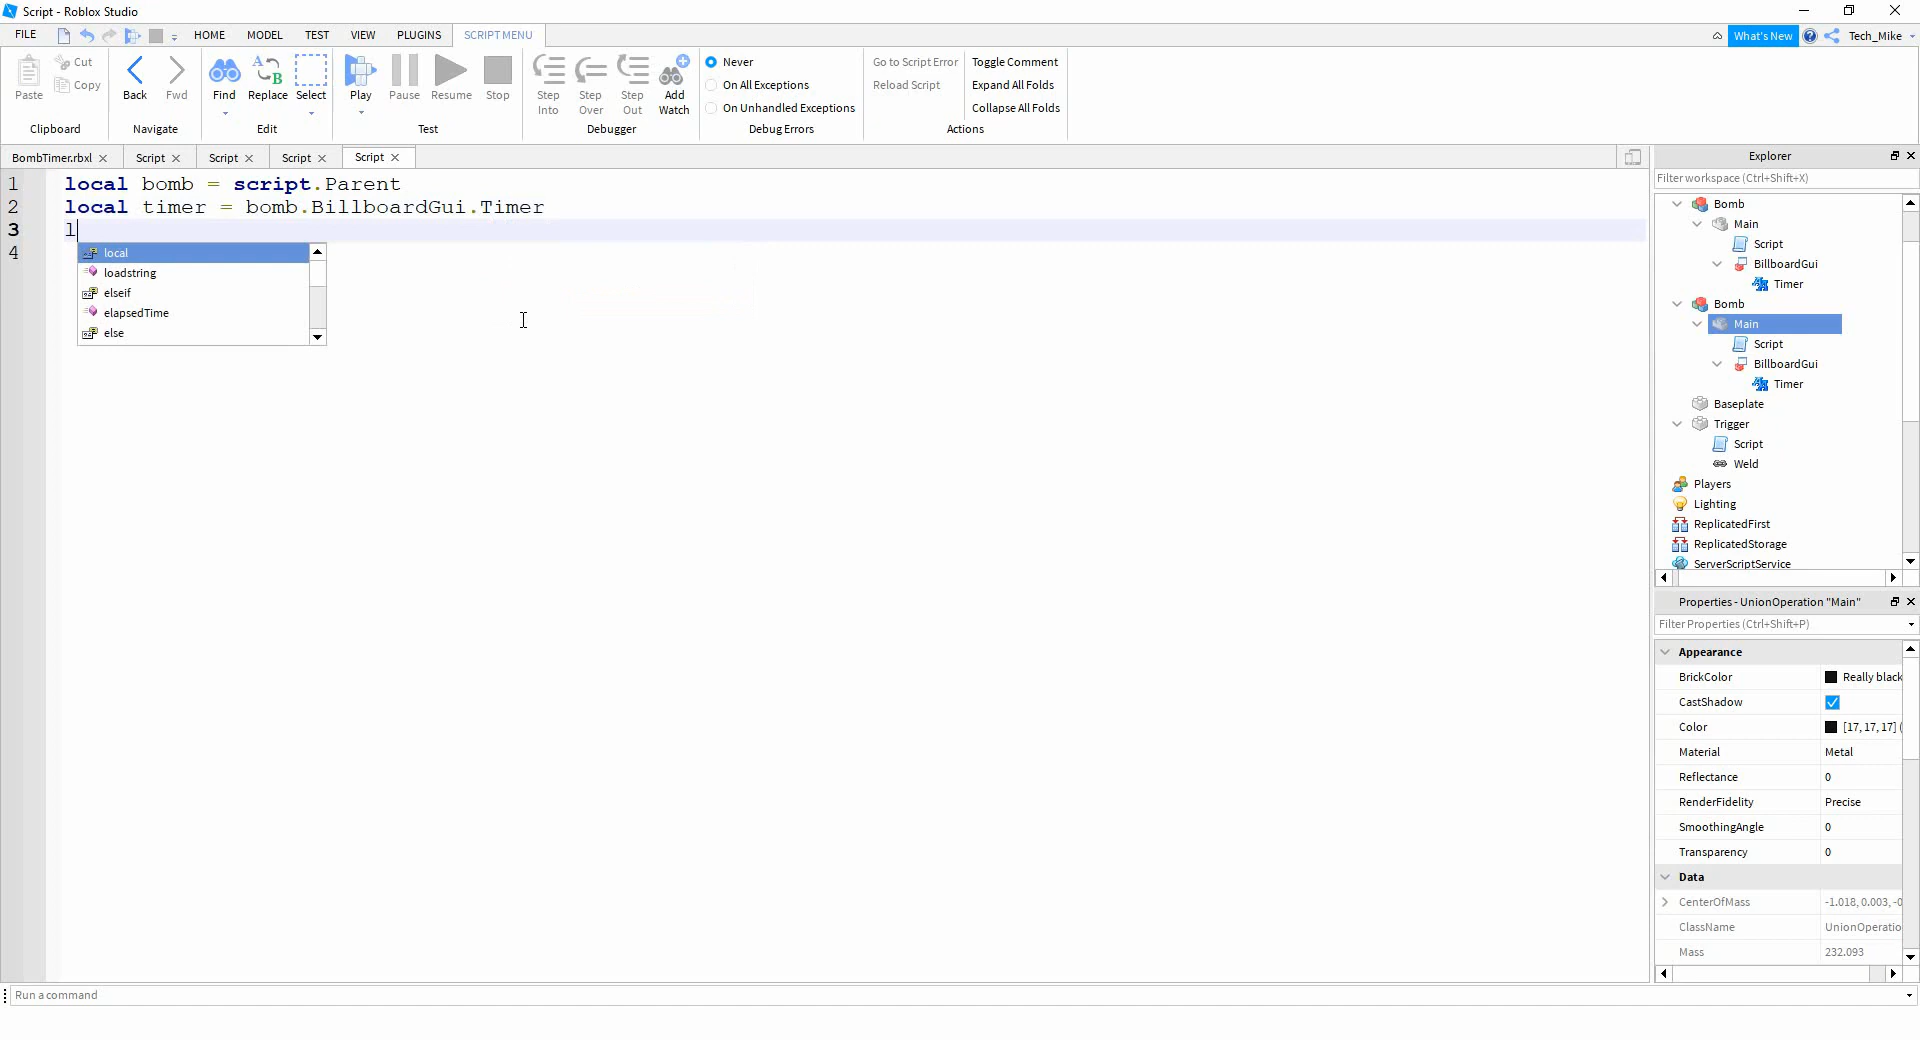 Script - Roblox Studio
FILE HOME MODEL TEST VIEW PLUGINS SCRIPT MENU What's New Tech_Mike
Paste Cut Copy
Clipboard
Back Fwd
Navigate
Find Replace Select
Edit
Play Pause Resume Stop
Test
Step Into Step Over Step Out Add Watch
Debugger
Never
On All Exceptions
On Unhandled Exceptions
Debug Errors
Go to Script Error Toggle Comment
Reload Script Expand All Folds
Collapse All Folds
Actions
BombTimer.rbxl Script Script Script Script
1 local bomb = script.Parent
2 local timer = bomb.BillboardGui.Timer
3 l
4
local
loadstring
elseif
elapsedTime
else
Explorer
Filter workspace (Ctrl+Shift+X)
Bomb
Main
Script
BillboardGui
Timer
Bomb
Main
Script
BillboardGui
Timer
Baseplate
Trigger
Script
Weld
Players
Lighting
ReplicatedFirst
ReplicatedStorage
ServerScriptService
Properties - UnionOperation "Main"
Filter Properties (Ctrl+Shift+P)
Appearance
BrickColor Really black
CastShadow
Color [17, 17, 17] (
Material Metal
Reflectance 0
RenderFidelity Precise
SmoothingAngle 0
Transparency 0
Data
CenterOfMass -1.018, 0.003, -0
ClassName UnionOperatio
Mass 232.093
Run a command